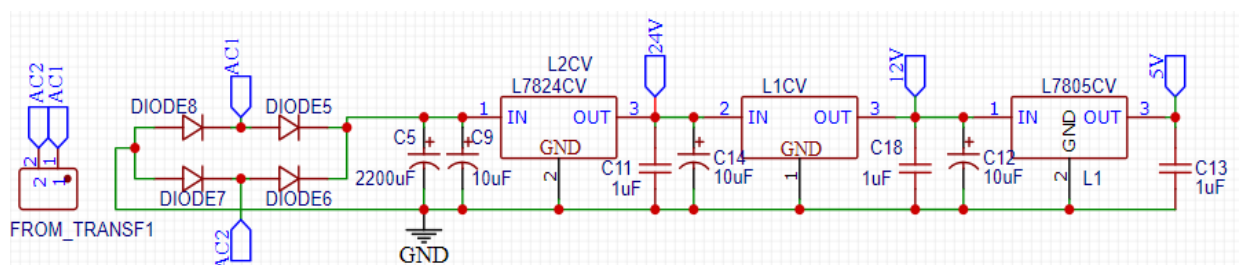 AC2
AC1
2
1
2
1
FROM_TRANSF1
DIODE8
AC1
DIODE5
DIODE7
AC2
DIODE6
C5
2200uF
+
C9
10uF
+
GND
L2CV
L7824CV
1
IN
OUT
3
GND
2
24V
C11
1uF
C14
10uF
+
L1CV
2
IN
OUT
3
GND
1
12V
C18
1uF
C12
10uF
+
L7805CV
1
IN
OUT
3
GND
2
L1
5V
C13
1uF